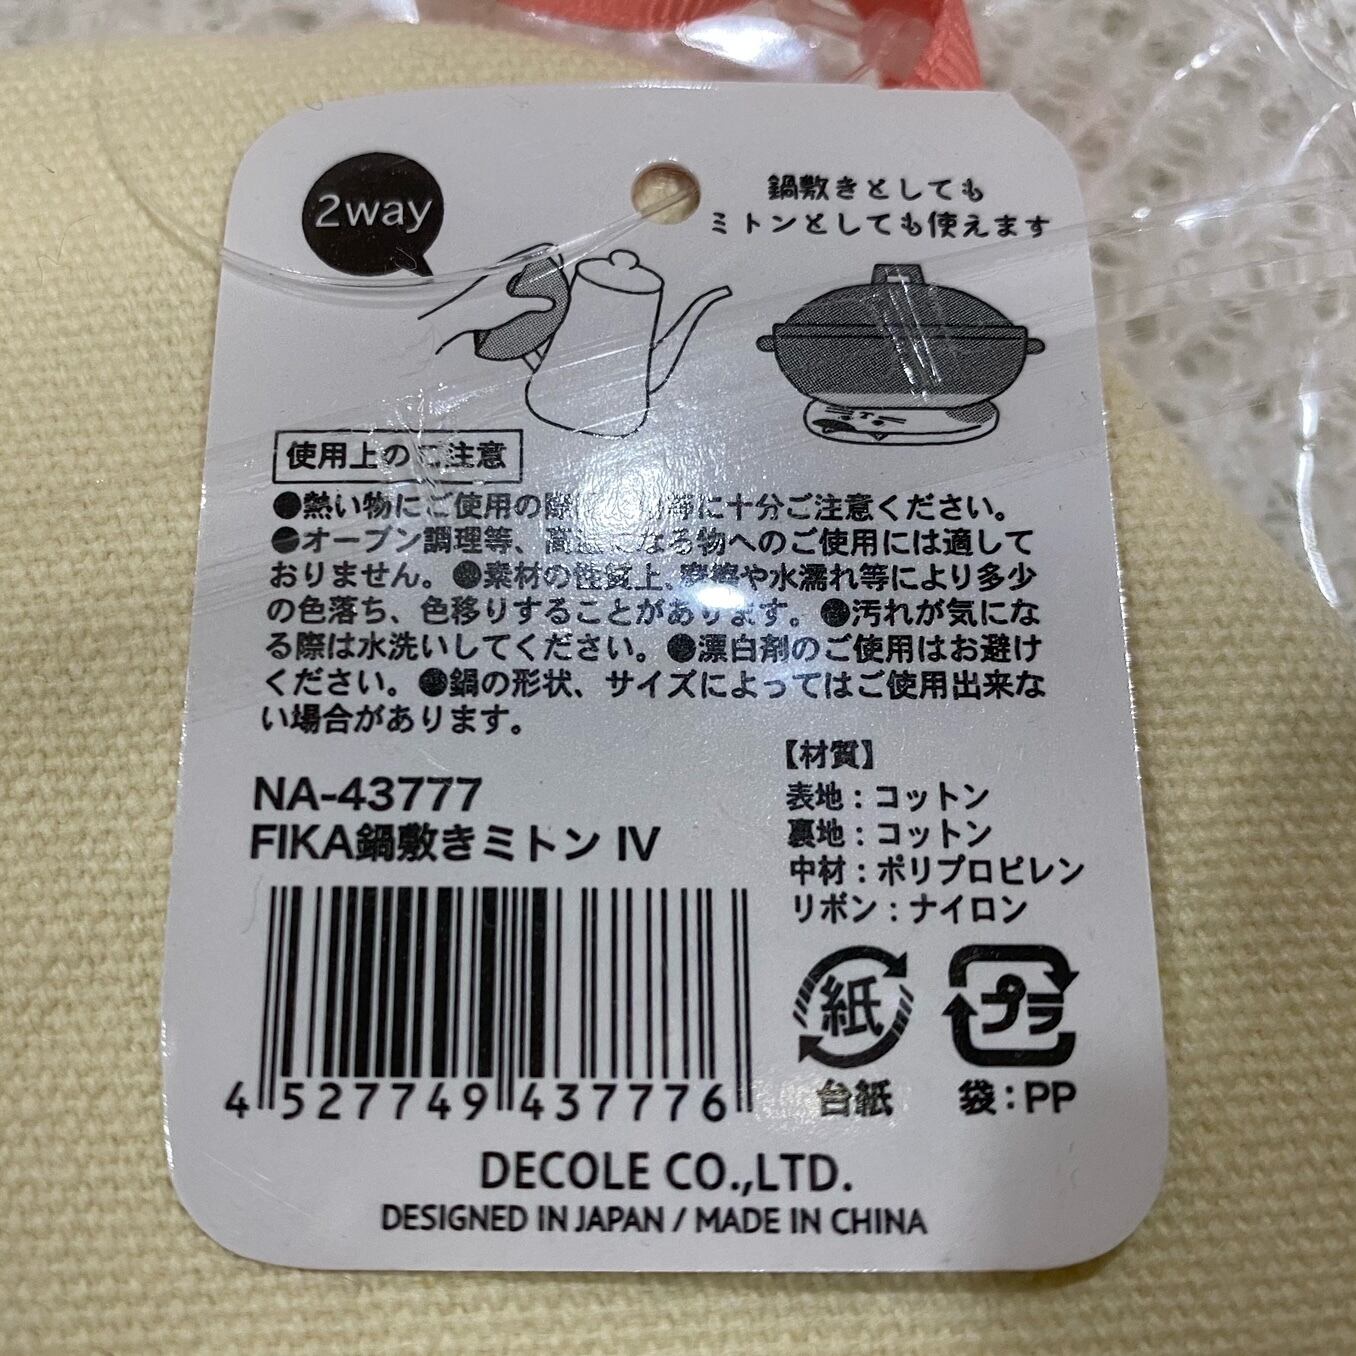 2way
鍋敷きとしても
ミトンとしても使えます
使用上のご注意
●熱い物にご使用の際に に十分ご注意ください。
●オーブン調理等、高温になる物へのご使用には適して
おりません。●素材の性質上、摩擦や水濡れ等により多少
の色落ち、色移りすることがあります。●汚れが気にな
る際は水洗いしてください。●漂白剤のご使用はお避け
ください。●鍋の形状、サイズによってはご使用出来な
い場合があります。
NA-43777
FIKA鍋敷きミトン IV
【材質】
表地：コットン
裏地：コットン
中材：ポリプロピレン
リボン：ナイロン
4 527749 437776
紙
台紙
プラ
袋：PP
DECOLE CO.,LTD.
DESIGNED IN JAPAN / MADE IN CHINA